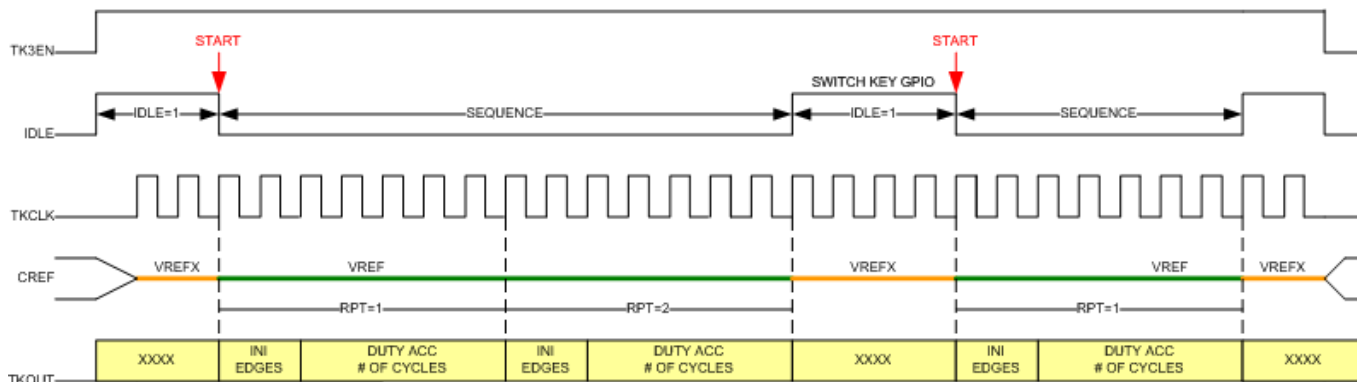 TK3EN
START
START
SWITCH KEY GPIO
IDLE
IDLE=1
SEQUENCE
IDLE=1
SEQUENCE
TKCLK
CREF
VREFX
VREF
VREFX
VREF
VREFX
RPT=1
RPT=2
RPT=1
TKOUT
XXXX
INI
EDGES
DUTY ACC
# OF CYCLES
INI
EDGES
DUTY ACC
# OF CYCLES
XXXX
INI
EDGES
DUTY ACC
# OF CYCLES
XXXX